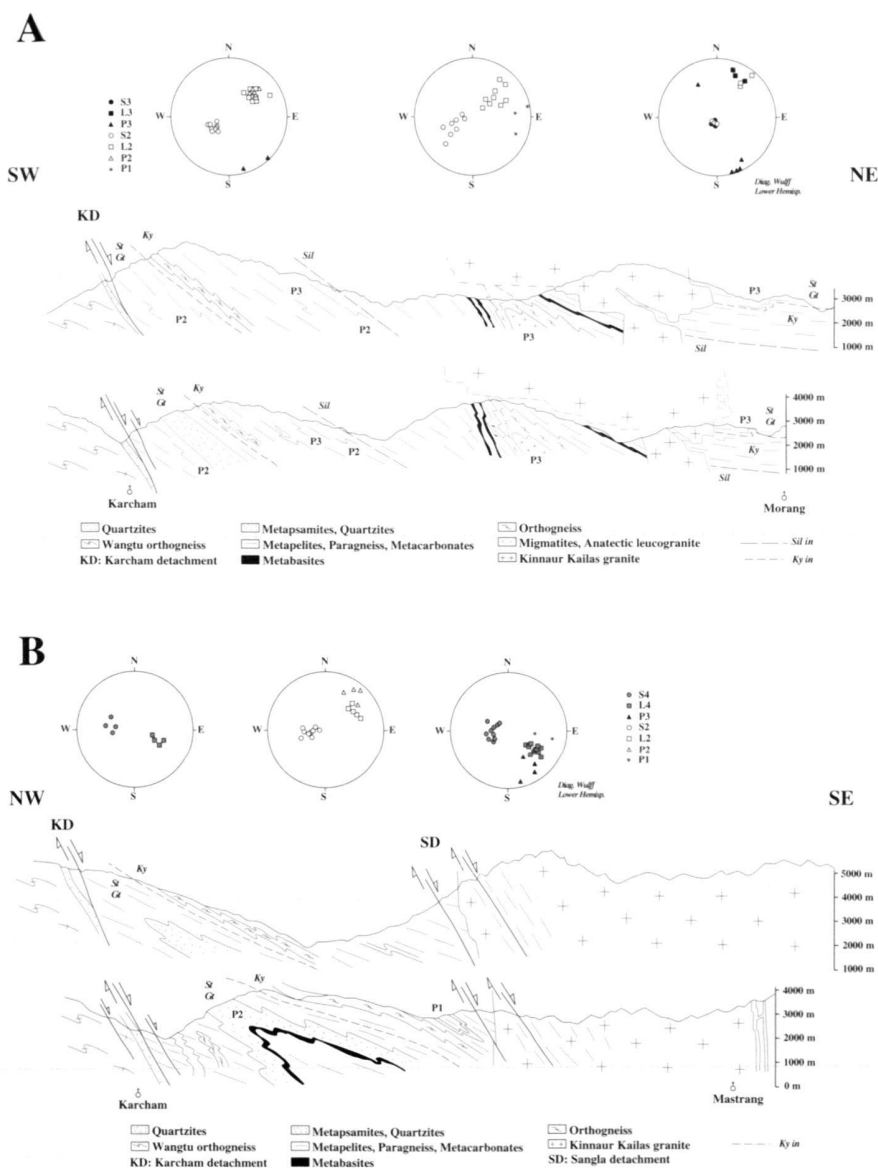 A
N N N
S3
L3
P3
S2
L2
P2
P1
W E W E W E
S S S
Diag. Wulff
Lower Hemisp.
SW NE
KD
St
Gt
Ky
Sil
P3
P2
P2
P3
P3
St
Gt
Ky
Sil
3000 m
2000 m
1000 m
St
Gt
Ky
Sil
P3
P2
P2
P3
P3
St
Gt
Ky
Sil
4000 m
3000 m
2000 m
1000 m
Karcham Morang
Quartzites Metapsamites, Quartzites Orthogneiss
Wangtu orthogneiss Metapelites, Paragneiss, Metacarbonates Migmatites, Anatectic leucogranite Sil in
KD: Karcham detachment Metabasites Kinnaur Kailas granite Ky in
B
N N N
S4
L4
P3
S2
L2
P2
P1
W E W E W E
S S S
Diag. Wulff
Lower Hemisp.
NW SE
KD SD
Ky
St
Gt
5000 m
4000 m
3000 m
2000 m
1000 m
St
Gt
Ky
P2
P1
4000 m
3000 m
2000 m
1000 m
0 m
Karcham Mastrang
Quartzites Metapsamites, Quartzites Orthogneiss
Wangtu orthogneiss Metapelites, Paragneiss, Metacarbonates Kinnaur Kailas granite Ky in
KD: Karcham detachment Metabasites SD: Sangla detachment